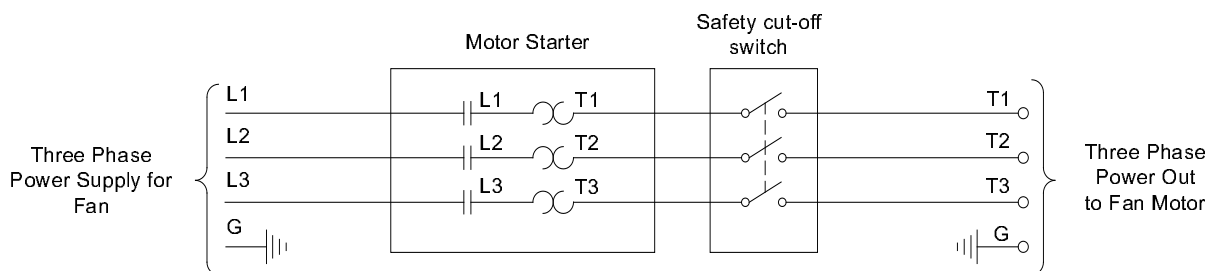 Motor Starter
Safety cut-off
switch
L1
L1
T1
T1
L2
L2
T2
T2
L3
L3
T3
T3
G
G
Three Phase
Power Supply for
Fan
Three Phase
Power Out
to Fan Motor